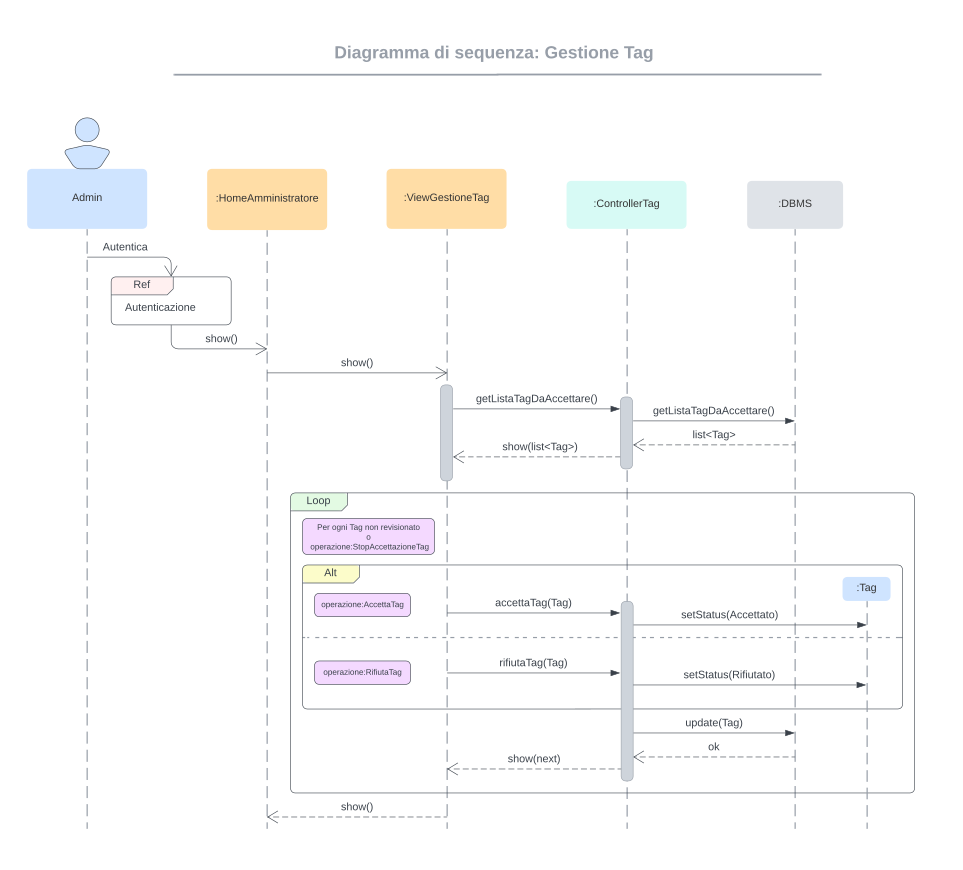 Diagramma di sequenza: Gestione Tag
Admin
:HomeAmministratore
:ViewGestioneTag
:ControllerTag
:DBMS
Autentica
Ref
Autenticazione
show()
show()
getListaTagDaAccettare()
getListaTagDaAccettare()
list<Tag>
show(list<Tag>)
Loop
Per ogni Tag non revisionato
o
operazione:StopAccettazioneTag
Alt
:Tag
operazione:AccettaTag
accettaTag(Tag)
setStatus(Accettato)
operazione:RifiutaTag
rifiutaTag(Tag)
setStatus(Rifiutato)
update(Tag)
ok
show(next)
show()